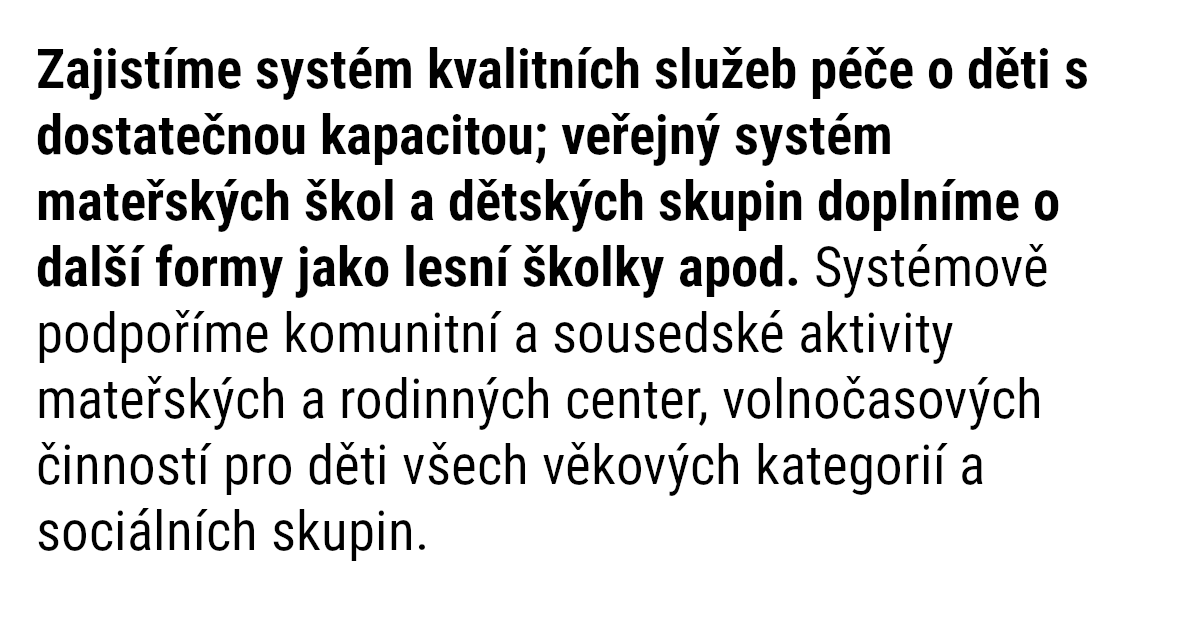 Zajistíme systém kvalitních služeb péče o děti s
dostatečnou kapacitou; veřejný systém
mateřských škol a dětských skupin doplníme o
další formy jako lesní školky apod. Systémově
podpoříme komunitní a sousedské aktivity
mateřských a rodinných center, volnočasových
činností pro děti všech věkových kategorií a
sociálních skupin.